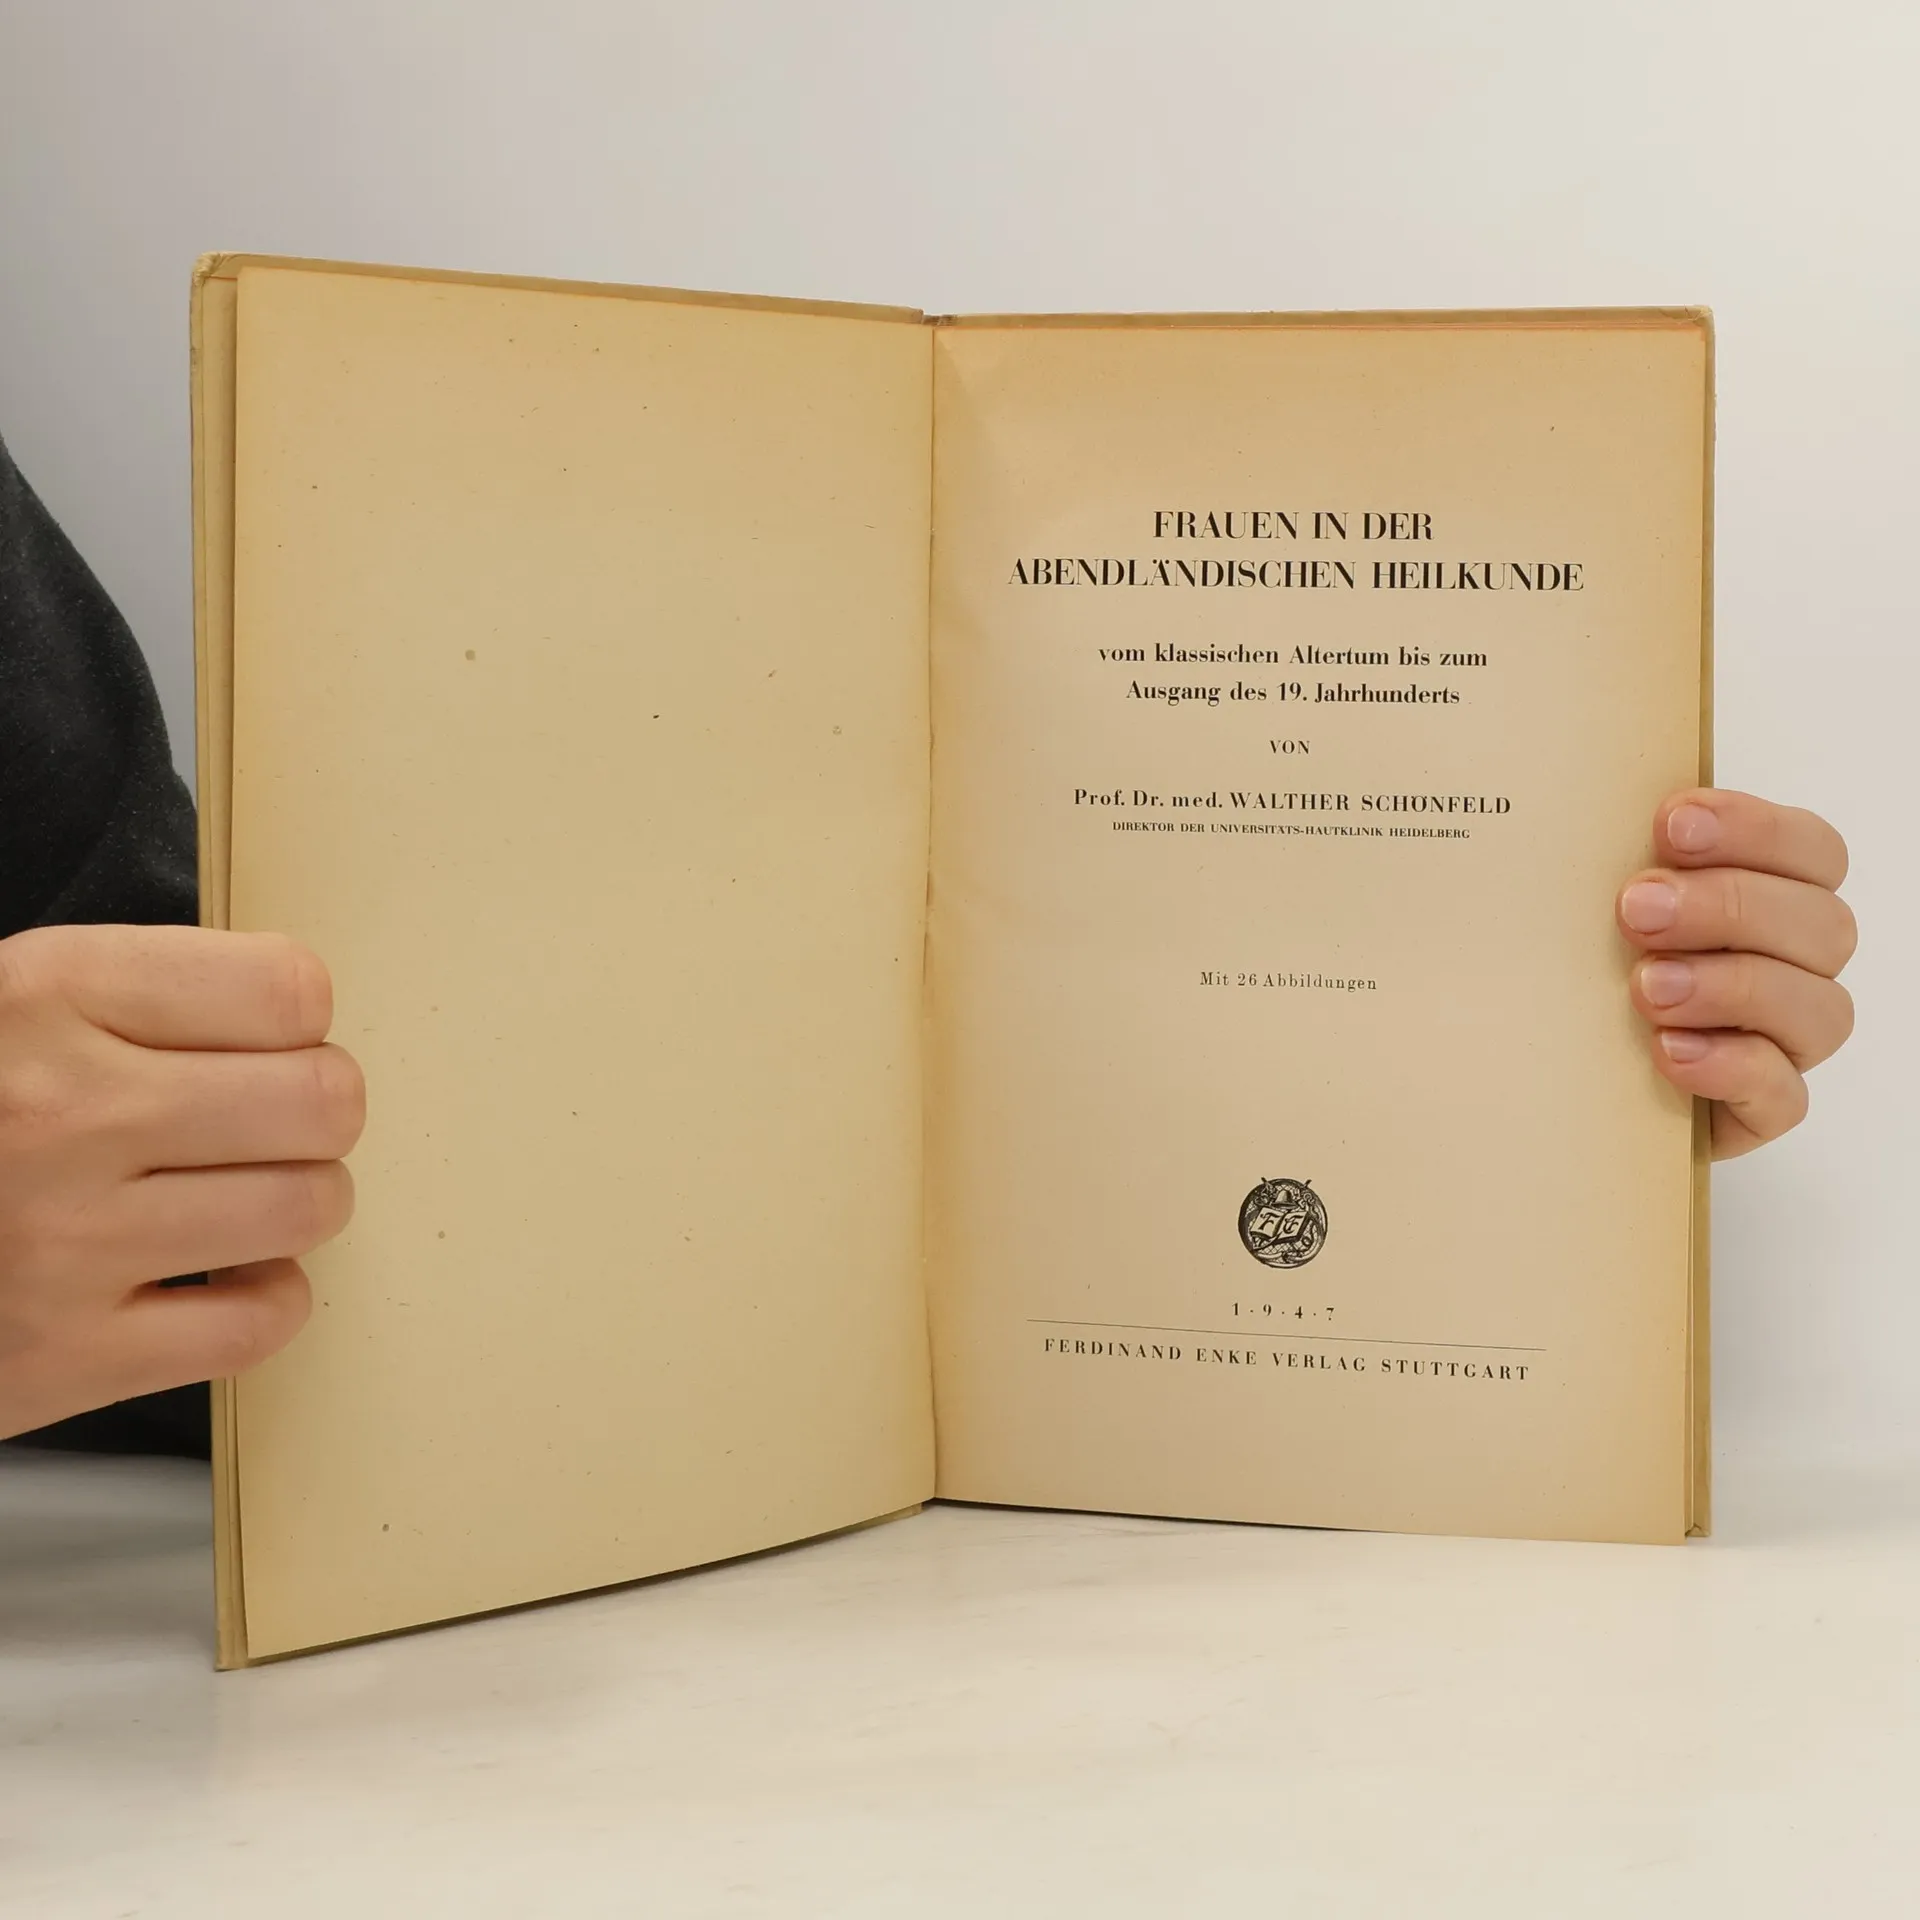 FRAUEN IN DER
ABENDLÄNDISCHEN HEILKUNDE
vom klassischen Altertum bis zum
Ausgang des 19. Jahrhunderts
VON
Prof. Dr. med. WALTHER SCHÖNFELD
DIREKTOR DER UNIVERSITÄTS-HAUTKLINIK HEIDELBERG
Mit 26 Abbildungen
F E
1 · 9 · 4 · 7
FERDINAND ENKE VERLAG STUTTGART